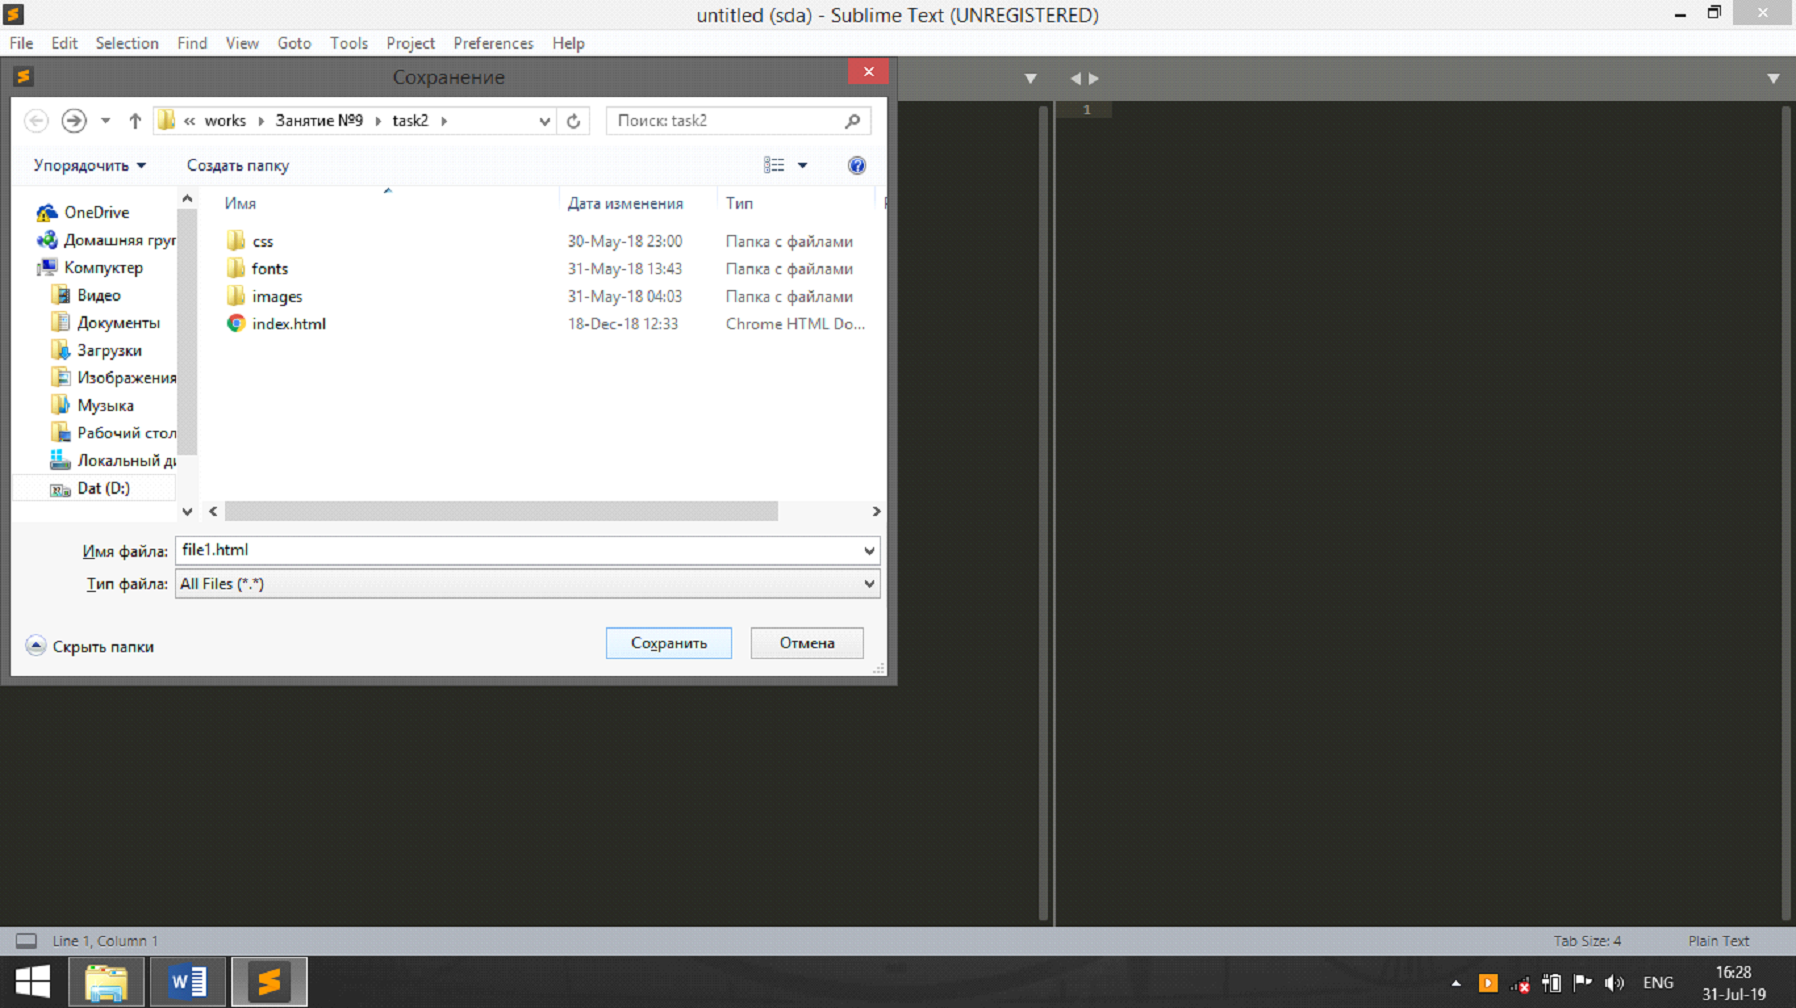 untitled (sda) - Sublime Text (UNREGISTERED)
File Edit Selection Find View Goto Tools Project Preferences Help
Сохранение
« works Занятие №9 task2
Поиск: task2
Упорядочить Создать папку
Имя Дата изменения Тип
OneDrive
Домашняя груг
Компуктер
Видео
Документы
Загрузки
Изображения
Музыка
Рабочий стол
Локальный ди
Dat (D:)
css 30-May-18 23:00 Папка с файлами
fonts 31-May-18 13:43 Папка с файлами
images 31-May-18 04:03 Папка с файлами
index.html 18-Dec-18 12:33 Chrome HTML Do...
Имя файла: file1.html
Тип файла: All Files (*.*)
Скрыть папки Сохранить Отмена
1
Line 1, Column 1 Tab Size: 4 Plain Text
ENG
16:28
31-Jul-19